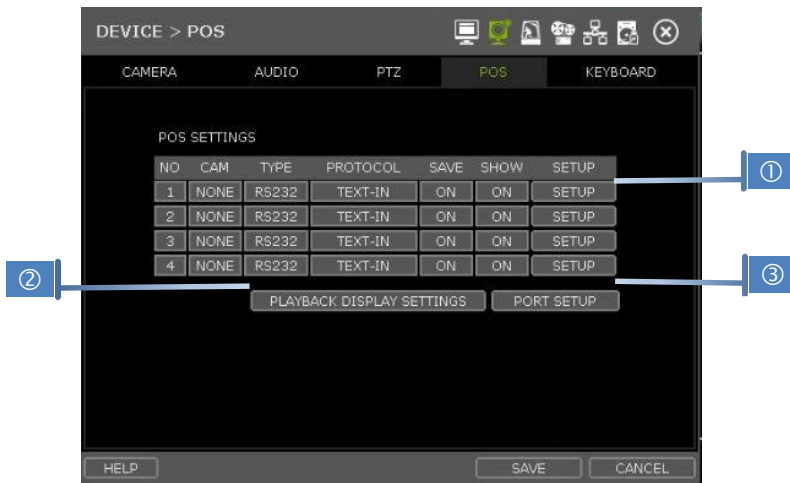 DEVICE > POS
CAMERA AUDIO PTZ POS KEYBOARD
POS SETTINGS
NO CAM TYPE PROTOCOL SAVE SHOW SETUP
①
1 NONE RS232 TEXT-IN ON ON SETUP
2 NONE RS232 TEXT-IN ON ON SETUP
3 NONE RS232 TEXT-IN ON ON SETUP
4 NONE RS232 TEXT-IN ON ON SETUP
②
③
PLAYBACK DISPLAY SETTINGS PORT SETUP
HELP SAVE CANCEL